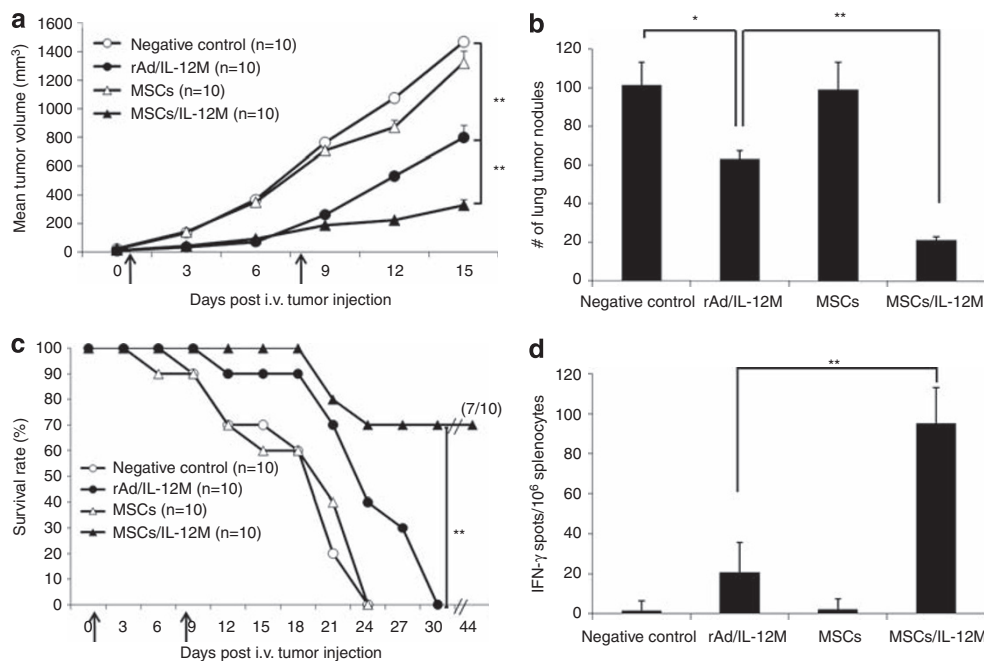 a
1600
1400
1200
1000
800
600
400
200
0
Mean tumor volume (mm³)
Negative control (n=10)
rAd/IL-12M (n=10)
MSCs (n=10)
MSCs/IL-12M (n=10)
**
**
0 3 6 9 12 15
Days post i.v. tumor injection
b
120
100
80
60
40
20
0
# of lung tumor nodules
*
**
Negative control rAd/IL-12M MSCs MSCs/IL-12M
c
100
90
80
70
60
50
40
30
20
10
0
Survival rate (%)
(7/10)
Negative control (n=10)
rAd/IL-12M (n=10)
MSCs (n=10)
MSCs/IL-12M (n=10)
**
0 3 6 9 12 15 18 21 24 27 30 44
Days post i.v. tumor injection
d
120
100
80
60
40
20
0
IFN-γ spots/10⁶ splenocytes
**
Negative control rAd/IL-12M MSCs MSCs/IL-12M